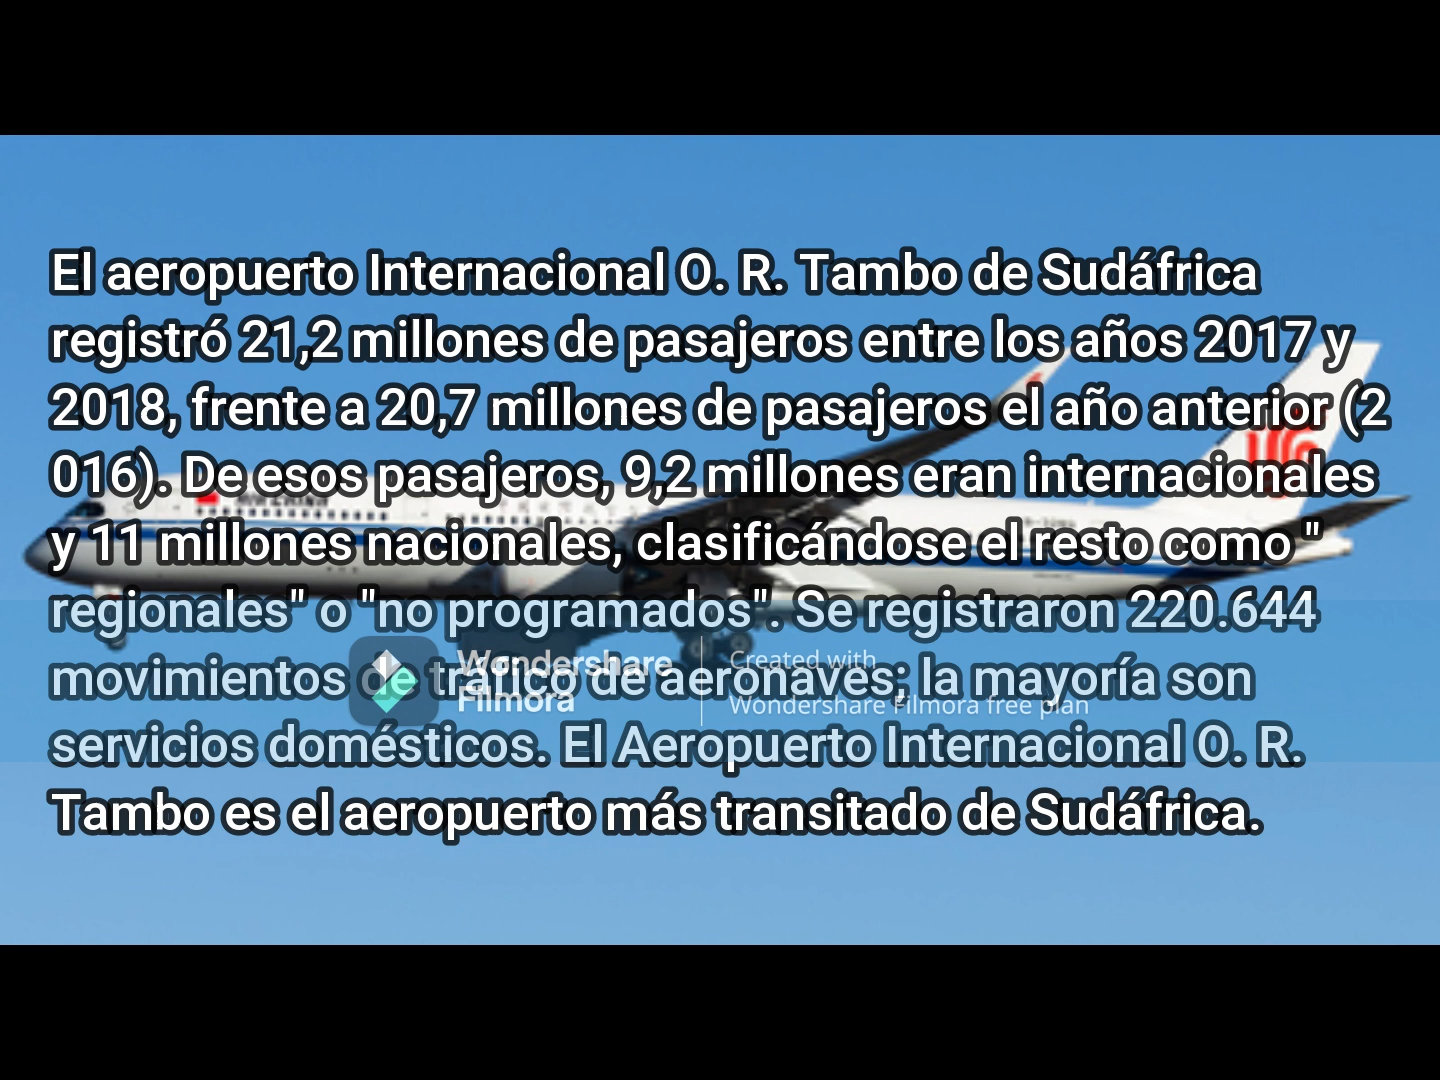 El aeropuerto Internacional O. R. Tambo de Sudáfrica
registró 21,2 millones de pasajeros entre los años 2017 y
2018, frente a 20,7 millones de pasajeros el año anterior (2
016). De esos pasajeros, 9,2 millones eran internacionales
y 11 millones nacionales, clasificándose el resto como "
regionales" o "no programados". Se registraron 220.644
movimientos de tráfico de aeronaves; la mayoría son
servicios domésticos. El Aeropuerto Internacional O. R.
Tambo es el aeropuerto más transitado de Sudáfrica.
Wondershare
Filmora
Created with
Wondershare Filmora free plan